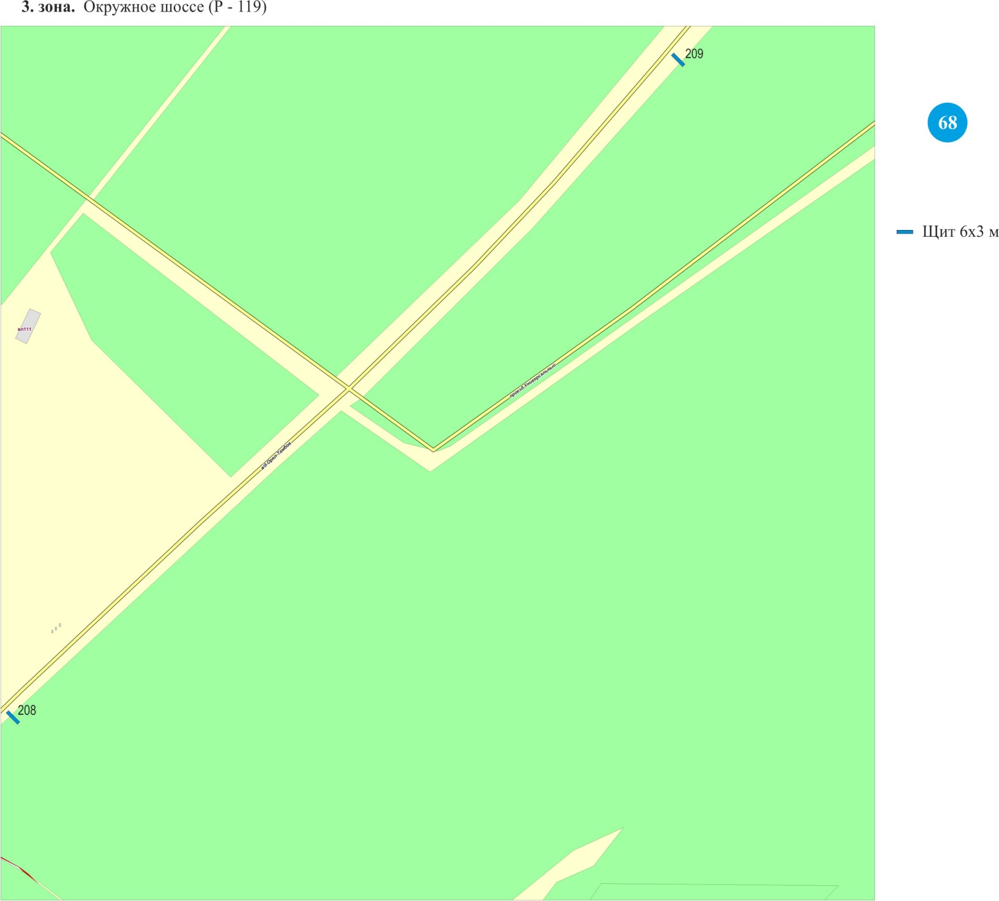 3. зона. Окружное шоссе (Р - 119)
209
68
Щит 6х3 м
вл111
проезд.Универсальный
а/д.Орел-Тамбов
208